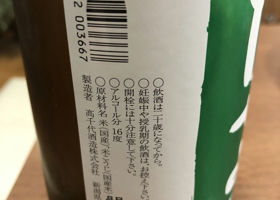 ○飲酒は二十歳になってから。
○妊娠中や授乳期の飲酒は、お控え下さい。
○開栓には十分注意して下さい。
○アルコール分 16度
○原材料名 米(国産)、米こうじ(国産米)
製造者 高千代酒造株式会社 新潟県
2 003667